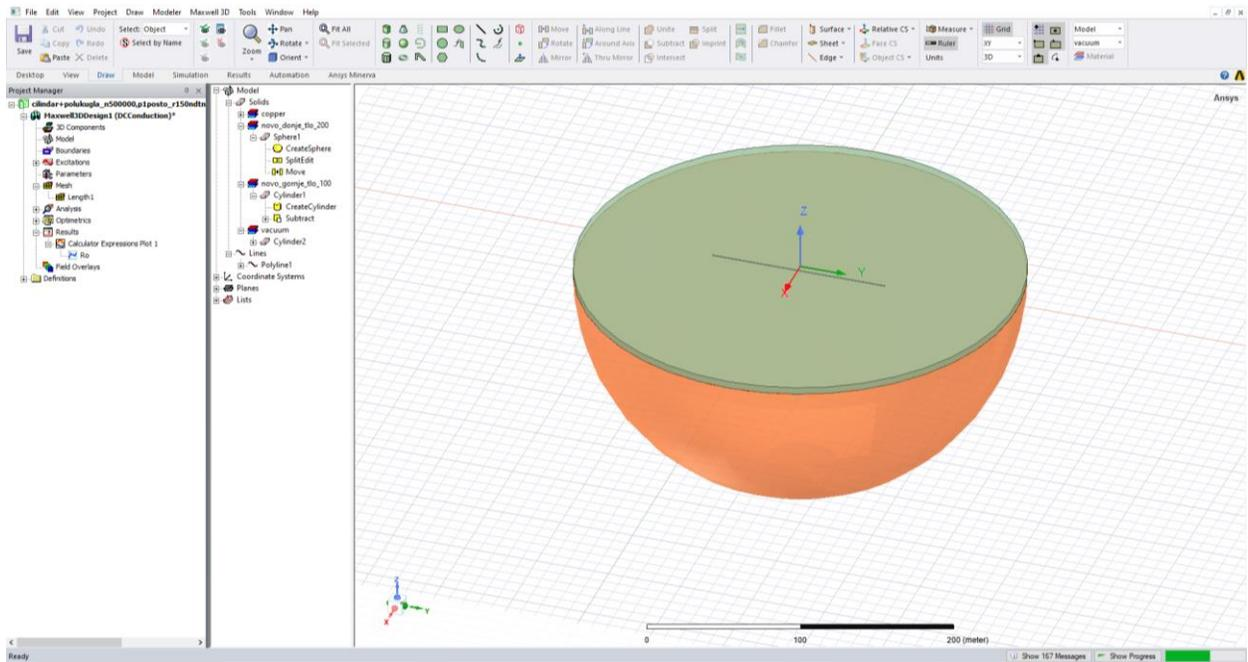 File Edit View Project Draw Modeler Maxwell 3D Tools Window Help
Save
Cut
Undo
Copy
Redo
Paste
Delete
Select: Object
Select by Name
Zoom
Pan
Rotate
Orient
Fit All
Fit Selected
Move
Along Line
Rotate
Around Axis
Mirror
Thru Mirror
Unite
Split
Subtract
Imprint
Intersect
Fillet
Chamfer
Surface
Sheet
Edge
Relative CS
Face CS
Object CS
Measure
Ruler
Units
Grid
XY
3D
Model
vacuum
Material
Desktop View Draw Model Simulation Results Automation Ansys Minerva
Project Manager
cilindar+polukugla_n500000,p1posto_r150ndtn
Maxwell3DDesign1 (DCConduction)*
3D Components
Model
Boundaries
Excitations
Parameters
Mesh
Length1
Analysis
Optimetrics
Results
Calculator Expressions Plot 1
Ro
Field Overlays
Definitions
Model
Solids
copper
novo_donje_tlo_200
Sphere1
CreateSphere
SplitEdit
Move
novo_gornje_tlo_100
Cylinder1
CreateCylinder
Subtract
vacuum
Cylinder2
Lines
Polyline1
Coordinate Systems
Planes
Lists
Ansys
Z
Y
X
Z
Y
X
0 100 200 (meter)
Ready
Show 167 Messages
Show Progress